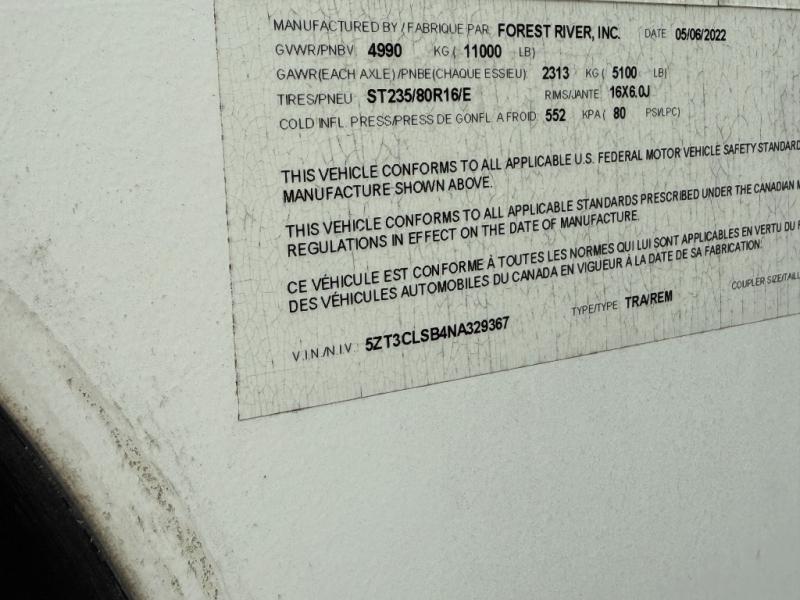 MANUFACTURED BY / FABRIQUE PAR FOREST RIVER, INC. DATE 05/06/2022
GVWR/PNBV 4990 KG ( 11000 LB)
GAWR(EACH AXLE)/PNBE(CHAQUE ESSIEU) 2313 KG ( 5100 LB)
TIRES/PNEU ST235/80R16/E RIMS/JANTE 16X6.0J
COLD INFL. PRESS/PRESS DE GONFL A FROID 552 KPA ( 80 PSI/LPC)
THIS VEHICLE CONFORMS TO ALL APPLICABLE U.S. FEDERAL MOTOR VEHICLE SAFETY STANDARD
MANUFACTURE SHOWN ABOVE.
THIS VEHICLE CONFORMS TO ALL APPLICABLE STANDARDS PRESCRIBED UNDER THE CANADIAN M
REGULATIONS IN EFFECT ON THE DATE OF MANUFACTURE.
CE VÉHICULE EST CONFORME À TOUTES LES NORMES QUI LUI SONT APPLICABLES EN VERTU DU
DES VÉHICULES AUTOMOBILES DU CANADA EN VIGUEUR À LA DATE DE SA FABRICATION.
V.I.N./N.I.V. 5ZT3CLSB4NA329367 TYPE/TYPE TRA/REM COUPLER SIZE/TAILL